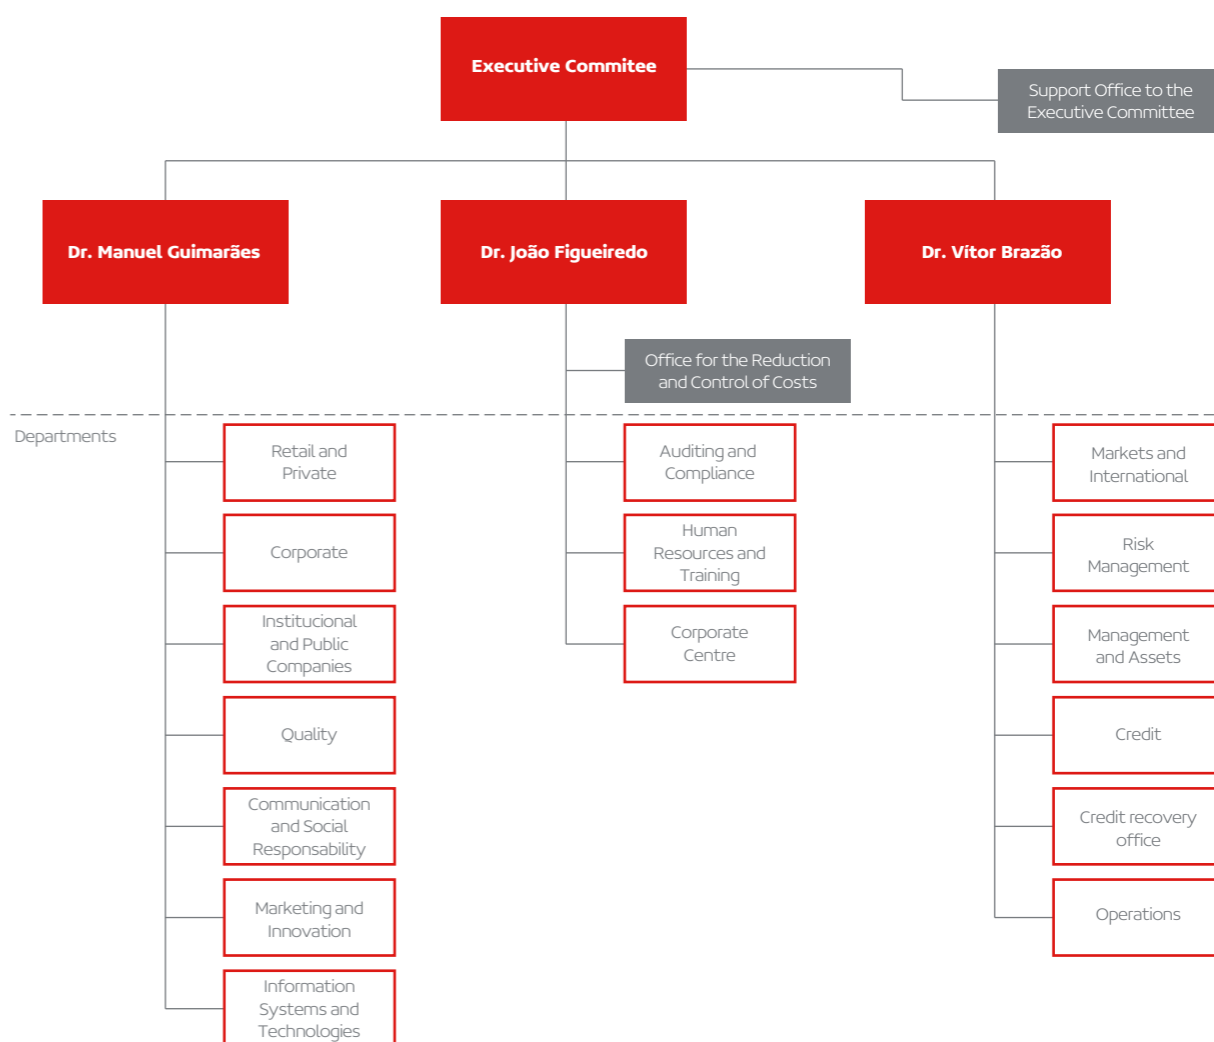 Executive Commitee
Support Office to the
Executive Committee
Dr. Manuel Guimarães
Dr. João Figueiredo
Dr. Vítor Brazão
Office for the Reduction
and Control of Costs
Departments
Retail and
Private
Corporate
Institucional
and Public
Companies
Quality
Communication
and Social
Responsability
Marketing and
Innovation
Information
Systems and
Technologies
Auditing and
Compliance
Human
Resources and
Training
Corporate
Centre
Markets and
International
Risk
Management
Management
and Assets
Credit
Credit recovery
office
Operations